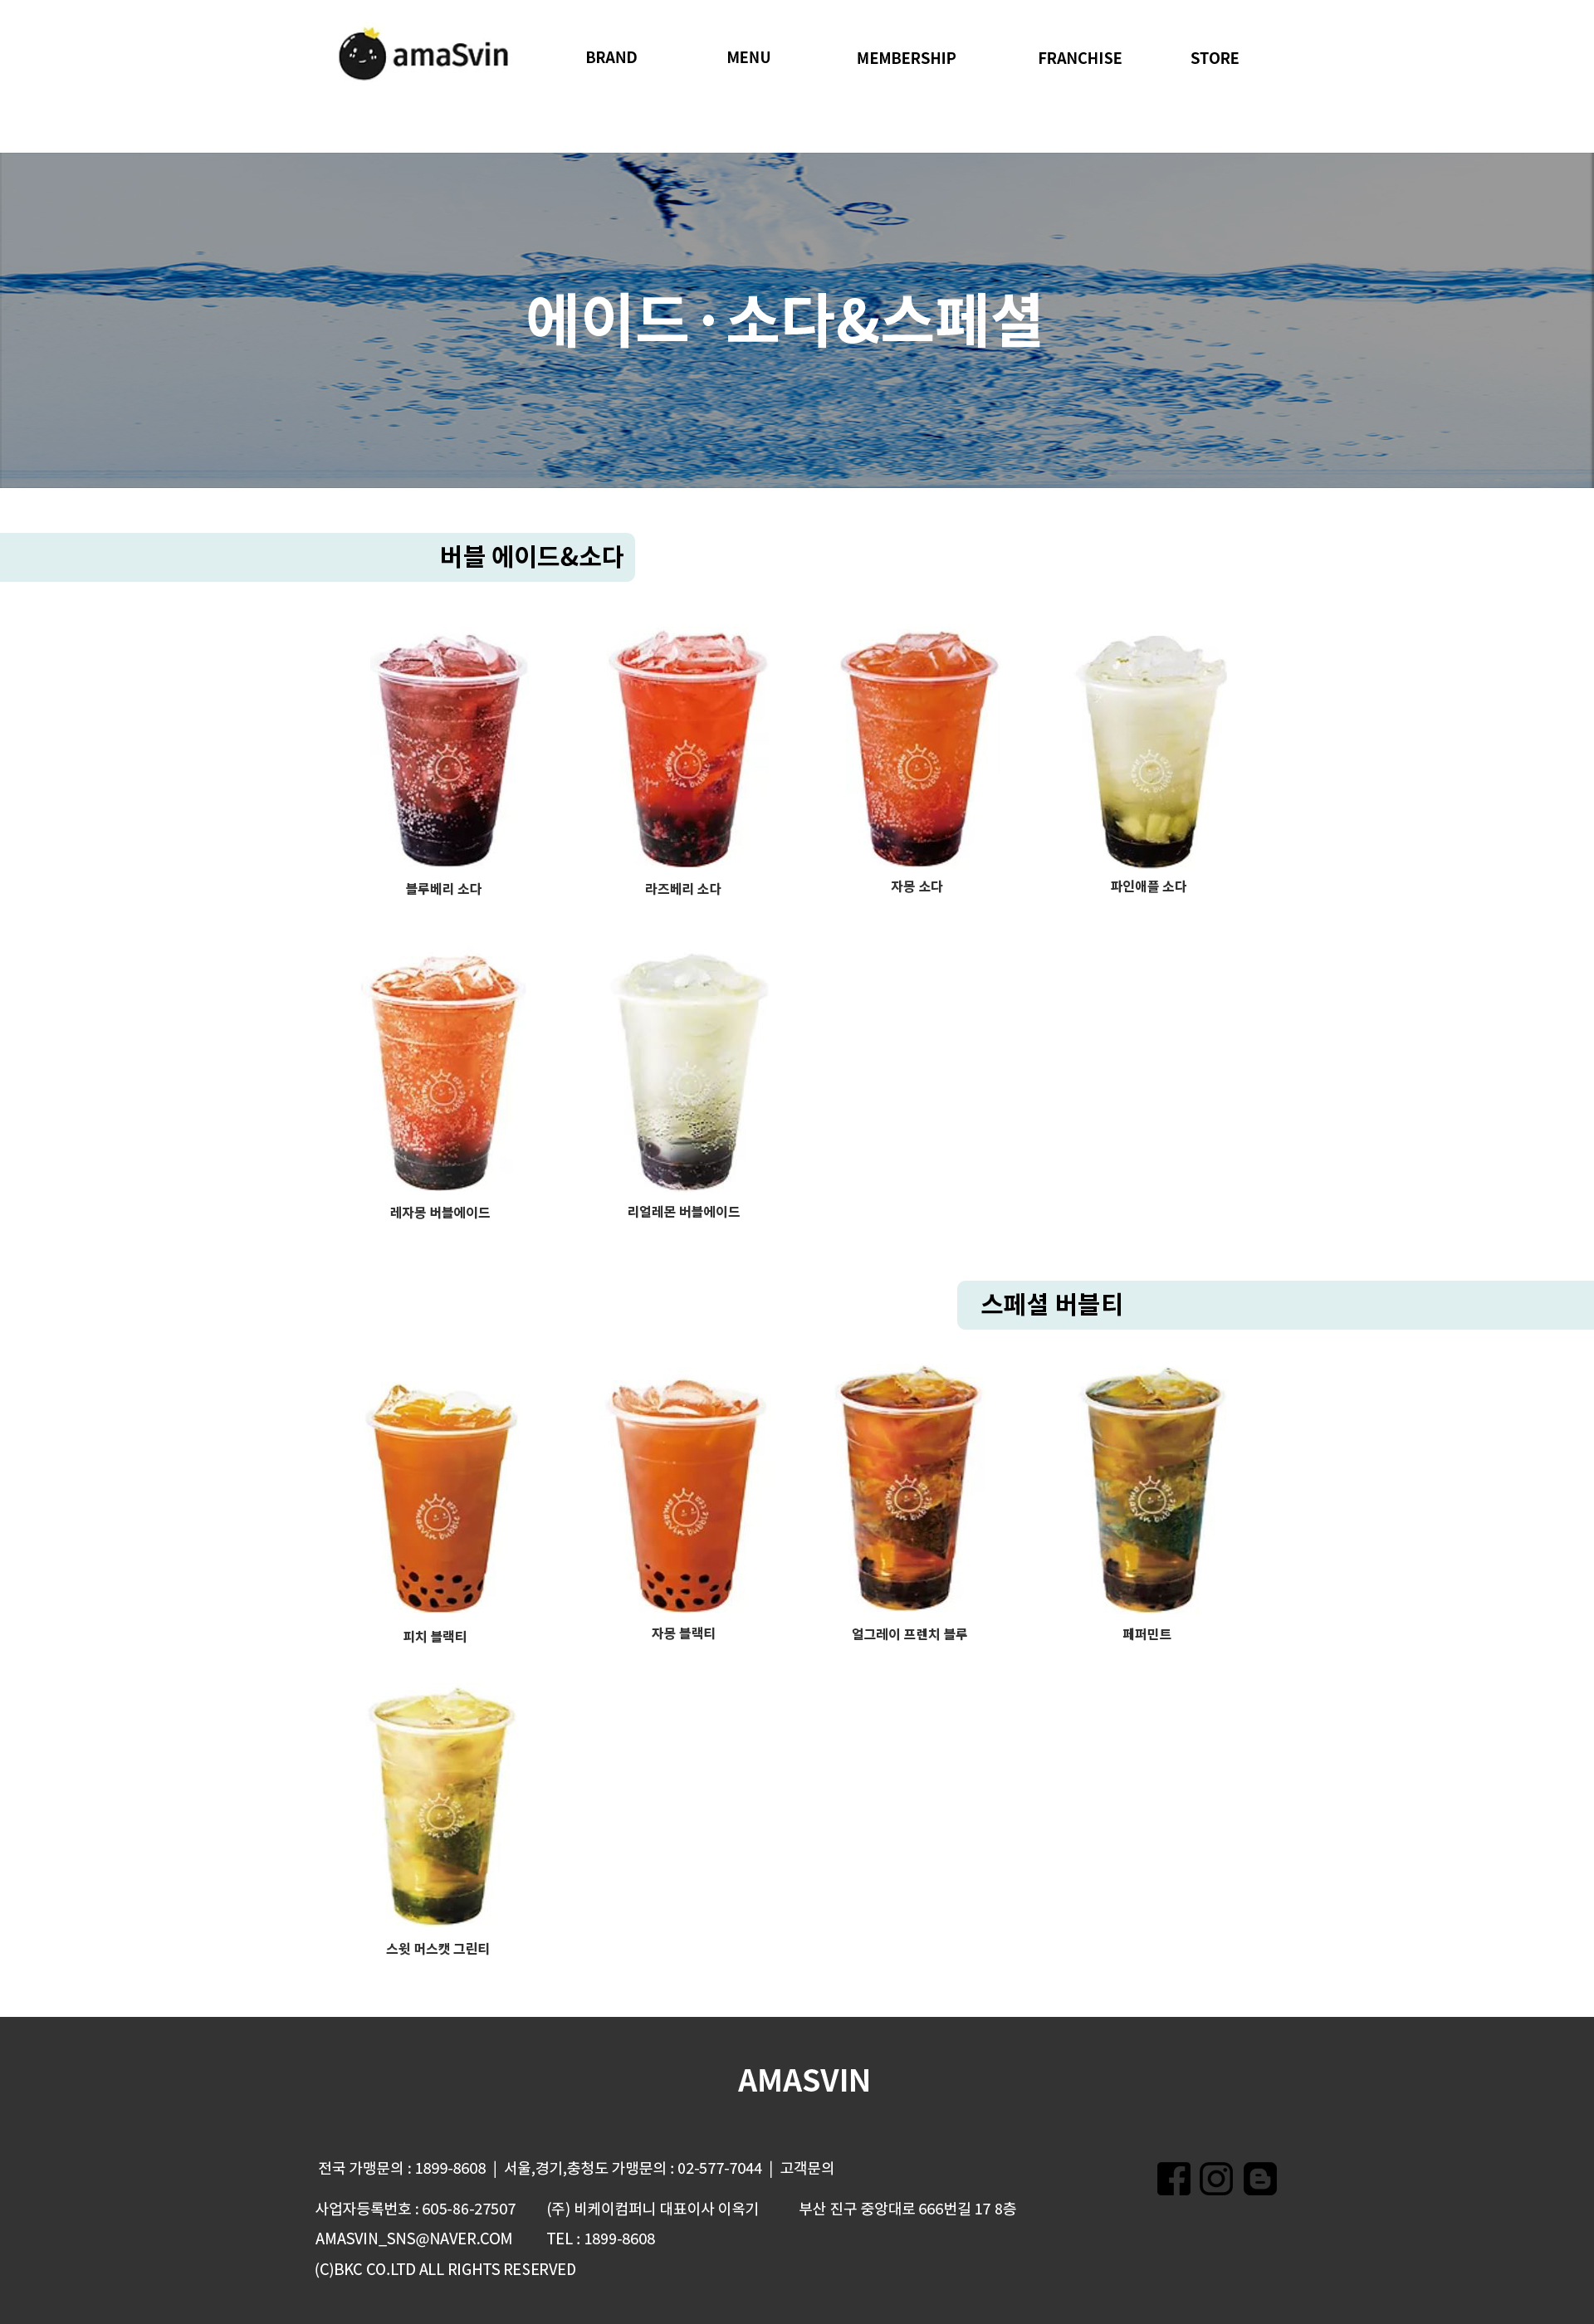 amaSvin
BRAND MENU MEMBERSHIP FRANCHISE STORE
에이드 · 소다&스페셜
버블 에이드&소다
블루베리 소다 라즈베리 소다 자몽 소다 파인애플 소다
레자몽 버블에이드 리얼레몬 버블에이드
스페셜 버블티
피치 블랙티 자몽 블랙티 얼그레이 프렌치 블루 페퍼민트
스윗 머스캣 그린티
AMASVIN
전국 가맹문의 : 1899-8608 | 서울,경기,충청도 가맹문의 : 02-577-7044 | 고객문의
사업자등록번호 : 605-86-27507 (주) 비케이컴퍼니 대표이사 이옥기 부산 진구 중앙대로 666번길 17 8층
AMASVIN_SNS@NAVER.COM TEL : 1899-8608
(C)BKC CO.LTD ALL RIGHTS RESERVED